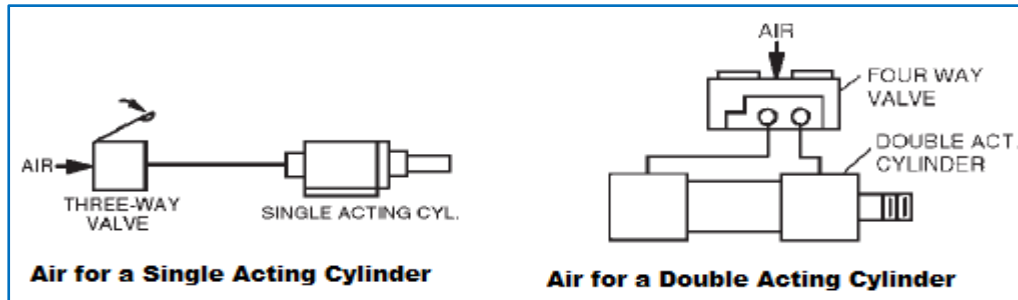 AIR
THREE-WAY
VALVE
SINGLE ACTING CYL.
Air for a Single Acting Cylinder
AIR
FOUR WAY
VALVE
DOUBLE ACT.
CYLINDER
Air for a Double Acting Cylinder